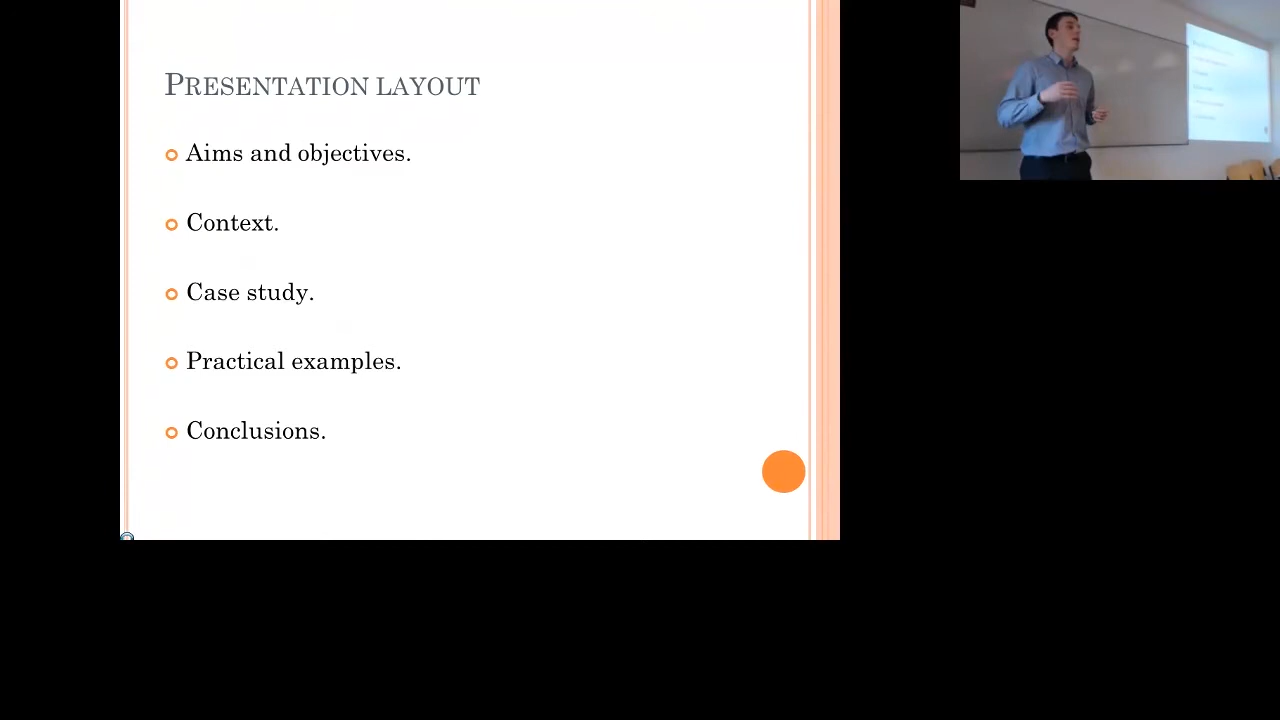 PRESENTATION LAYOUT
Aims and objectives.
Context.
Case study.
Practical examples.
Conclusions.